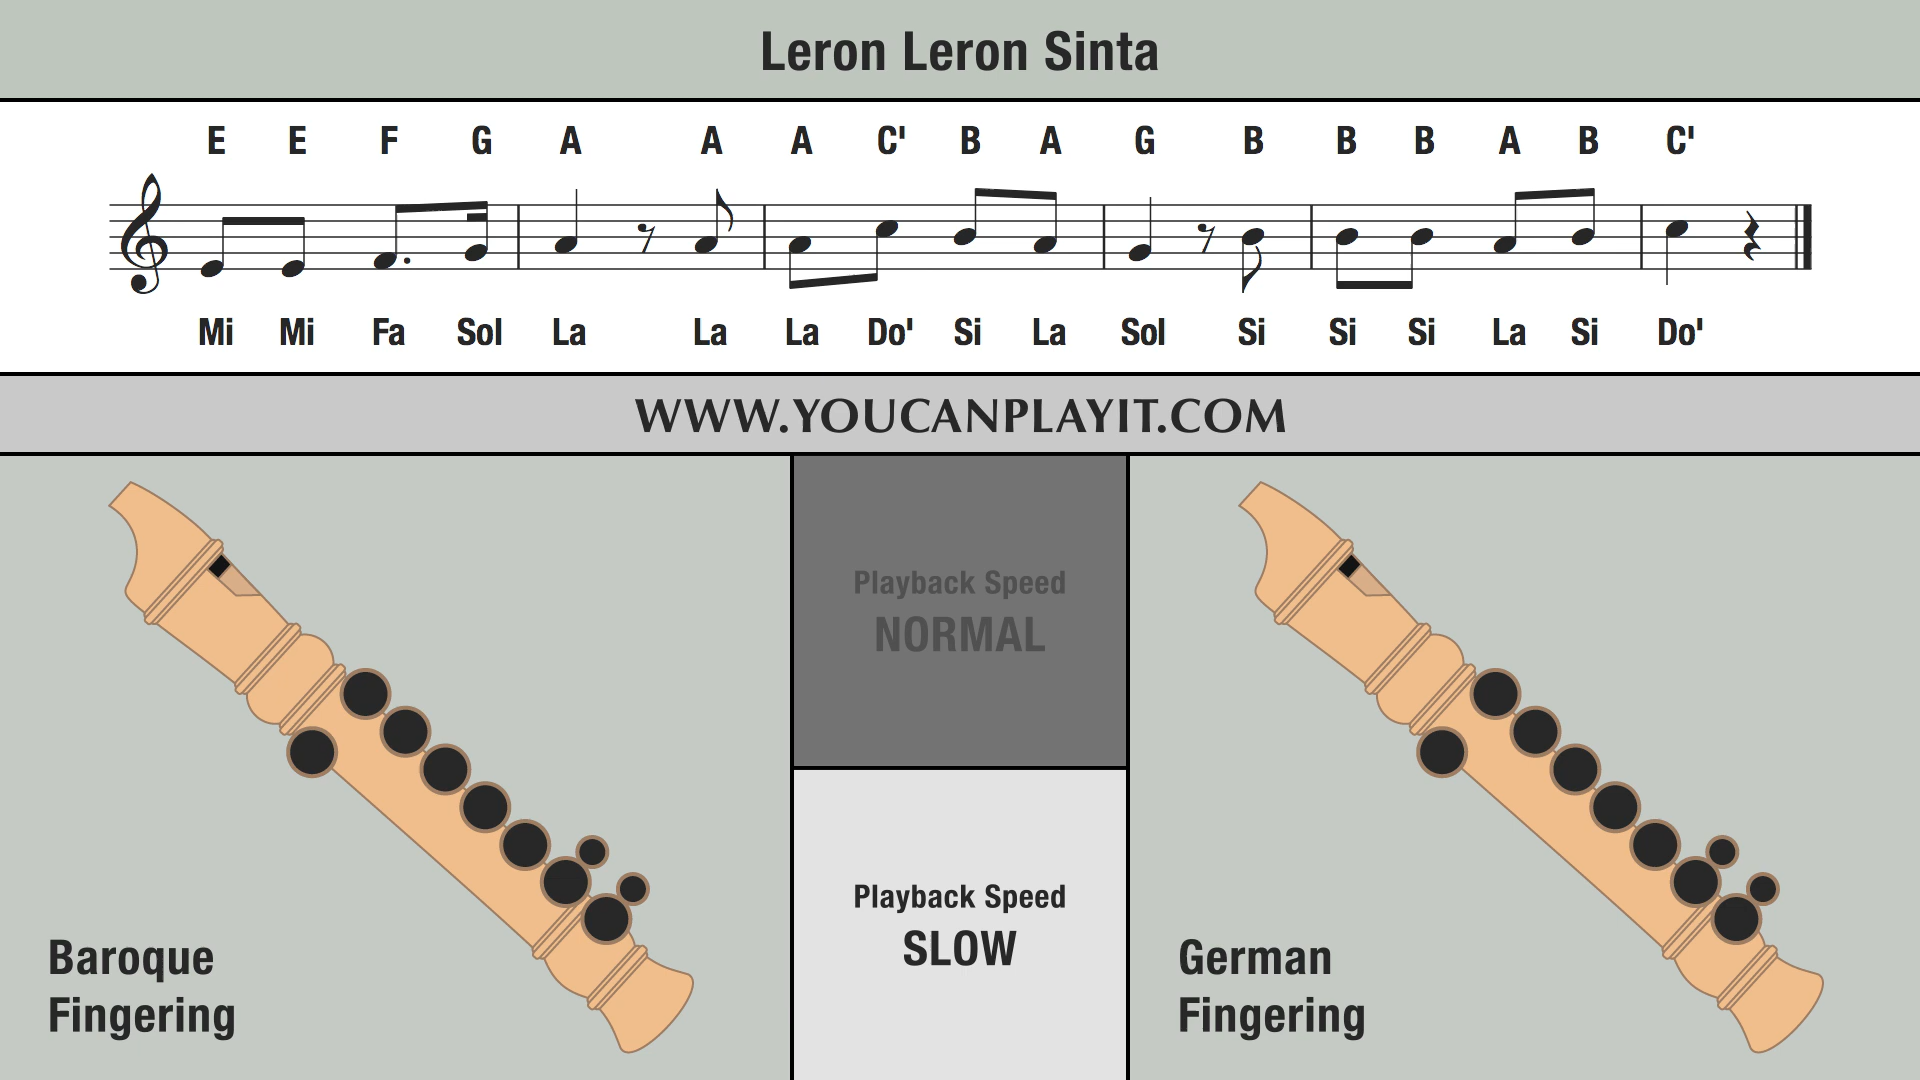 Leron Leron Sinta
E E F G A A A C' B A G B B B A B C'
Mi Mi Fa Sol La La La Do' Si La Sol Si Si Si La Si Do'
WWW.YOUCANPLAYIT.COM
Playback Speed
NORMAL
Playback Speed
SLOW
Baroque
Fingering
German
Fingering